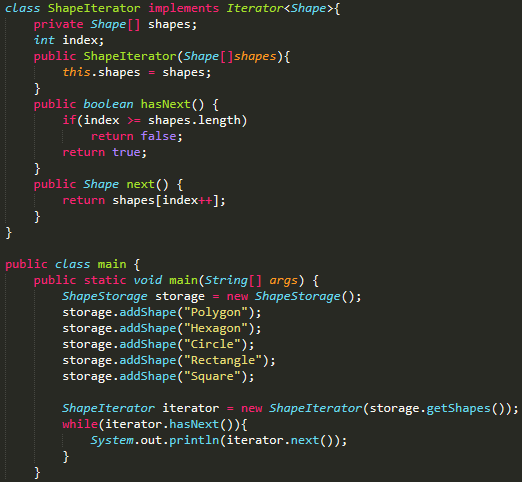 class ShapeIterator implements Iterator<Shape>{
    private Shape[] shapes;
    int index;
    public ShapeIterator(Shape[]shapes){
        this.shapes = shapes;
    }
    public boolean hasNext() {
        if(index >= shapes.length)
            return false;
        return true;
    }
    public Shape next() {
        return shapes[index++];
    }
}

public class main {
    public static void main(String[] args) {
        ShapeStorage storage = new ShapeStorage();
        storage.addShape("Polygon");
        storage.addShape("Hexagon");
        storage.addShape("Circle");
        storage.addShape("Rectangle");
        storage.addShape("Square");

        ShapeIterator iterator = new ShapeIterator(storage.getShapes());
        while(iterator.hasNext()){
            System.out.println(iterator.next());
        }
    }